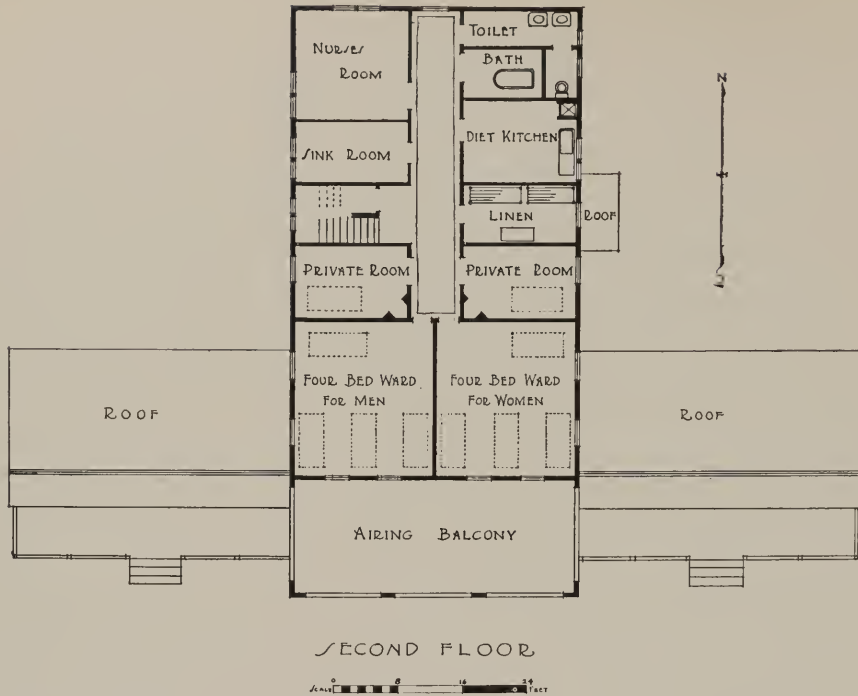 TOILET
NURSES
ROOM
BATH
N
DIET KITCHEN
SINK ROOM
LINEN
ROOF
PRIVATE ROOM
PRIVATE ROOM
FOUR BED WARD
FOR MEN
FOUR BED WARD
FOR WOMEN
ROOF
ROOF
AIRING BALCONY
SECOND FLOOR
SCALE 0 8 16 24 FEET